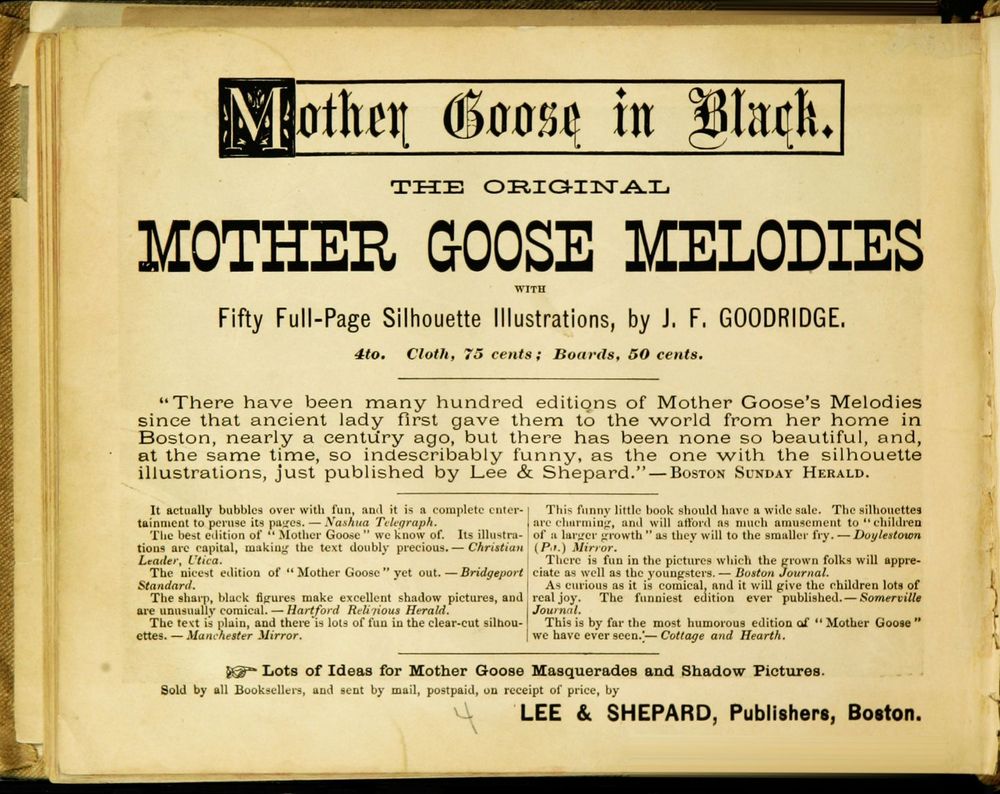 Mother Goose in Black.
THE ORIGINAL
MOTHER GOOSE MELODIES
WITH
Fifty Full-Page Silhouette Illustrations, by J. F. GOODRIDGE.
4to. Cloth, 75 cents; Boards, 50 cents.
“There have been many hundred editions of Mother Goose's Melodies
since that ancient lady first gave them to the world from her home in
Boston, nearly a century ago, but there has been none so beautiful, and,
at the same time, so indescribably funny, as the one with the silhouette
illustrations, just published by Lee & Shepard.”—BOSTON SUNDAY HERALD.
It actually bubbles over with fun, and it is a complete enter-
tainment to peruse its pages. — Nashua Telegraph.
The best edition of “Mother Goose” we know of. Its illustra-
tions are capital, making the text doubly precious. — Christian
Leader, Utica.
The nicest edition of “Mother Goose” yet out. — Bridgeport
Standard.
The sharp, black figures make excellent shadow pictures, and
are unusually comical. — Hartford Religious Herald.
The text is plain, and there is lots of fun in the clear-cut silhou-
ettes. — Manchester Mirror.
This funny little book should have a wide sale. The silhouettes
are charming, and will afford as much amusement to “children
of a larger growth” as they will to the smaller fry. — Doylestown
(Pa.) Mirror.
There is fun in the pictures which the grown folks will appre-
ciate as well as the youngsters. — Boston Journal.
As curious as it is comical, and it will give the children lots of
real joy. The funniest edition ever published. — Somerville
Journal.
This is by far the most humorous edition of “Mother Goose”
we have ever seen. — Cottage and Hearth.
☞ Lots of Ideas for Mother Goose Masquerades and Shadow Pictures.
Sold by all Booksellers, and sent by mail, postpaid, on receipt of price, by
4
LEE & SHEPARD, Publishers, Boston.